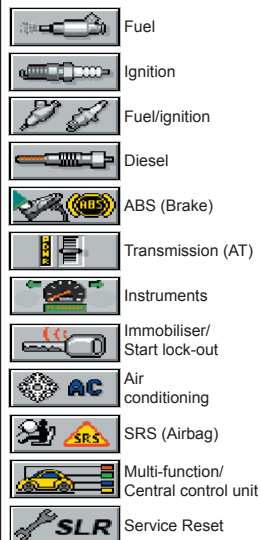 Fuel
Ignition
Fuel/ignition
Diesel
ABS ABS (Brake)
POWR Transmission (AT)
Instruments
Immobiliser/
Start lock-out
AC Air
conditioning
SRS SRS (Airbag)
Multi-function/
Central control unit
SLR Service Reset